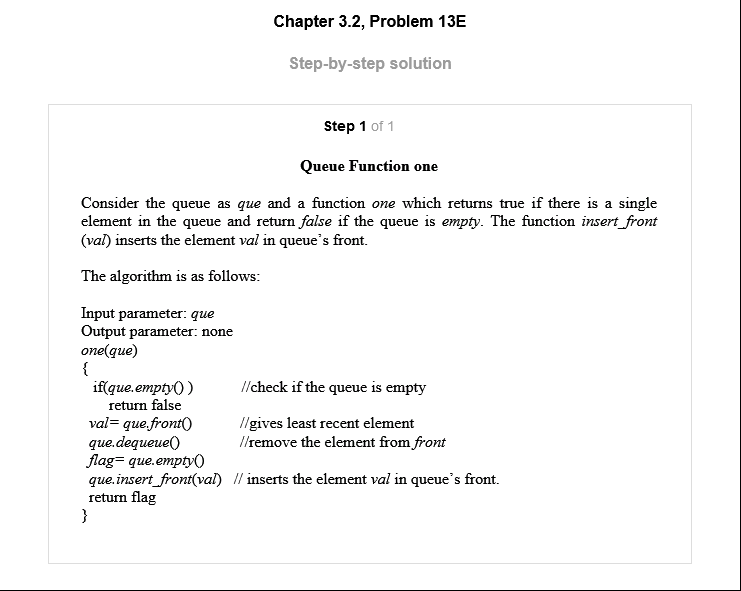 Chapter 3.2, Problem 13E
Step-by-step solution
Step 1 of 1
Queue Function one
Consider the queue as que and a function one which returns true if there is a single
element in the queue and return false if the queue is empty. The function insert_front
(val) inserts the element val in queue's front.
The algorithm is as follows:
Input parameter: que
Output parameter: none
one(que)
{
if(que.empty() ) //check if the queue is empty
return false
val= que.front() //gives least recent element
que.dequeue() //remove the element from front
flag= que.empty()
que.insert_front(val) // inserts the element val in queue's front.
return flag
}